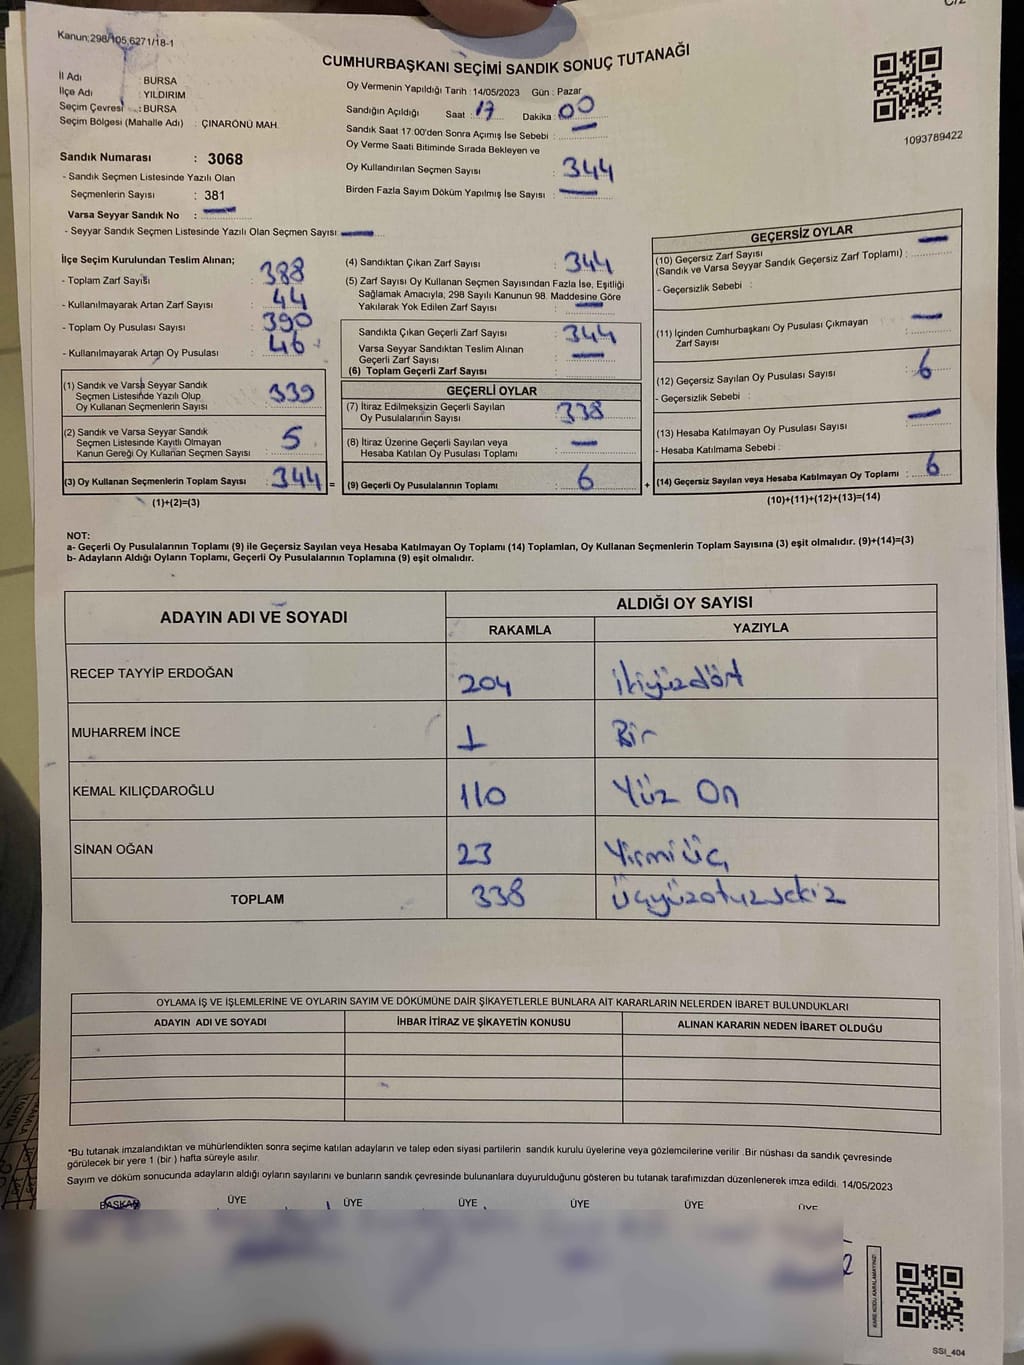 C/2
Kanun:298/105,6271/18-1
CUMHURBAŞKANI SEÇİMİ SANDIK SONUÇ TUTANAĞI
İl Adı : BURSA
İlçe Adı : YILDIRIM
Seçim Çevresi : BURSA
Seçim Bölgesi (Mahalle Adı) : ÇINARÖNÜ MAH.
Sandık Numarası : 3068
- Sandık Seçmen Listesinde Yazılı Olan
Seçmenlerin Sayısı : 381
Varsa Seyyar Sandık No :
- Seyyar Sandık Seçmen Listesinde Yazılı Olan Seçmen Sayısı :
Oy Vermenin Yapıldığı Tarih : 14/05/2023 Gün : Pazar
Sandığın Açıldığı Saat : 17 Dakika : 00
Sandık Saat 17.00'den Sonra Açımış İse Sebebi :
Oy Verme Saati Bitiminde Sırada Bekleyen ve
Oy Kullandırılan Seçmen Sayısı : 344
Birden Fazla Sayım Döküm Yapılmış İse Sayısı :
1093789422
İlçe Seçim Kurulundan Teslim Alınan;
- Toplam Zarf Sayısı : 388
- Kullanılmayarak Artan Zarf Sayısı : 44
- Toplam Oy Pusulası Sayısı : 390
- Kullanılmayarak Artan Oy Pusulası : 46
(1) Sandık ve Varsa Seyyar Sandık
Seçmen Listesinde Yazılı Olup
Oy Kullanan Seçmenlerin Sayısı : 339
(2) Sandık ve Varsa Seyyar Sandık
Seçmen Listesinde Kayıtlı Olmayan
Kanun Gereği Oy Kullanan Seçmen Sayısı : 5
(3) Oy Kullanan Seçmenlerin Toplam Sayısı : 344 =
(1)+(2)=(3)
(4) Sandıktan Çıkan Zarf Sayısı : 344
(5) Zarf Sayısı Oy Kullanan Seçmen Sayısından Fazla İse, Eşitliği
Sağlamak Amacıyla; 298 Sayılı Kanunun 98. Maddesine Göre
Yakılarak Yok Edilen Zarf Sayısı :
Sandıkta Çıkan Geçerli Zarf Sayısı : 344
Varsa Seyyar Sandıktan Teslim Alınan
Geçerli Zarf Sayısı :
(6) Toplam Geçerli Zarf Sayısı :
GEÇERLİ OYLAR
(7) İtiraz Edilmeksizin Geçerli Sayılan
Oy Pusulalarının Sayısı : 338
(8) İtiraz Üzerine Geçerli Sayılan veya
Hesaba Katılan Oy Pusulası Toplamı :
(9) Geçerli Oy Pusulalarının Toplamı : 6 +
GEÇERSİZ OYLAR
(10) Geçersiz Zarf Sayısı
(Sandık ve Varsa Seyyar Sandık Geçersiz Zarf Toplamı) :
- Geçersizlik Sebebi :
(11) İçinden Cumhurbaşkanı Oy Pusulası Çıkmayan
Zarf Sayısı :
(12) Geçersiz Sayılan Oy Pusulası Sayısı : 6
- Geçersizlik Sebebi :
(13) Hesaba Katılmayan Oy Pusulası Sayısı :
- Hesaba Katılmama Sebebi :
(14) Geçersiz Sayılan veya Hesaba Katılmayan Oy Toplamı : 6
(10)+(11)+(12)+(13)=(14)
NOT:
a- Geçerli Oy Pusulalarının Toplamı (9) ile Geçersiz Sayılan veya Hesaba Katılmayan Oy Toplamı (14) Toplamları, Oy Kullanan Seçmenlerin Toplam Sayısına (3) eşit olmalıdır. (9)+(14)=(3)
b- Adayların Aldığı Oyların Toplamı, Geçerli Oy Pusulalarının Toplamına (9) eşit olmalıdır.
ADAYIN ADI VE SOYADI ALDIĞI OY SAYISI
RAKAMLA YAZIYLA
RECEP TAYYİP ERDOĞAN 204 ikiyüzdört
MUHARREM İNCE 1 Bir
KEMAL KILIÇDAROĞLU 110 Yüz On
SİNAN OĞAN 23 Yirmiüç
TOPLAM 338 Üçyüzotuzsekiz
OYLAMA İŞ VE İŞLEMLERİNE VE OYLARIN SAYIM VE DÖKÜMÜNE DAİR ŞİKAYETLERLE BUNLARA AİT KARARLARIN NELERDEN İBARET BULUNDUKLARI
ADAYIN ADI VE SOYADI İHBAR İTİRAZ VE ŞİKAYETİN KONUSU ALINAN KARARIN NEDEN İBARET OLDUĞU
*Bu tutanak imzalandıktan ve mühürlendikten sonra seçime katılan adayların ve talep eden siyasi partilerin sandık kurulu üyelerine veya gözlemcilerine verilir .Bir nüshası da sandık çevresinde
görülecek bir yere 1 (bir ) hafta süreyle asılır.
Sayım ve döküm sonucunda adayların aldığı oyların sayılarını ve bunların sandık çevresinde bulunanlara duyurulduğunu gösteren bu tutanak tarafımızdan düzenlenerek imza edildi. 14/05/2023
BAŞKAN ÜYE ÜYE ÜYE ÜYE ÜYE ÜYE
KARE KODU KARALAMAYINIZ!
SSI_404